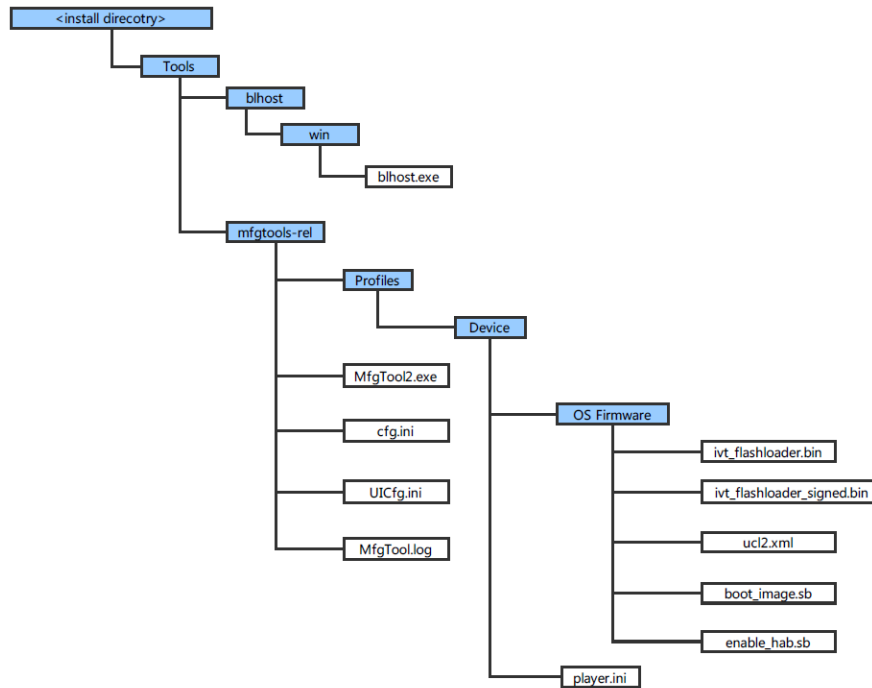 <install direcotry>
Tools
blhost
win
blhost.exe
mfgtools-rel
Profiles
Device
MfgTool2.exe
OS Firmware
cfg.ini
ivt_flashloader.bin
UICfg.ini
ivt_flashloader_signed.bin
ucl2.xml
MfgTool.log
boot_image.sb
enable_hab.sb
player.ini